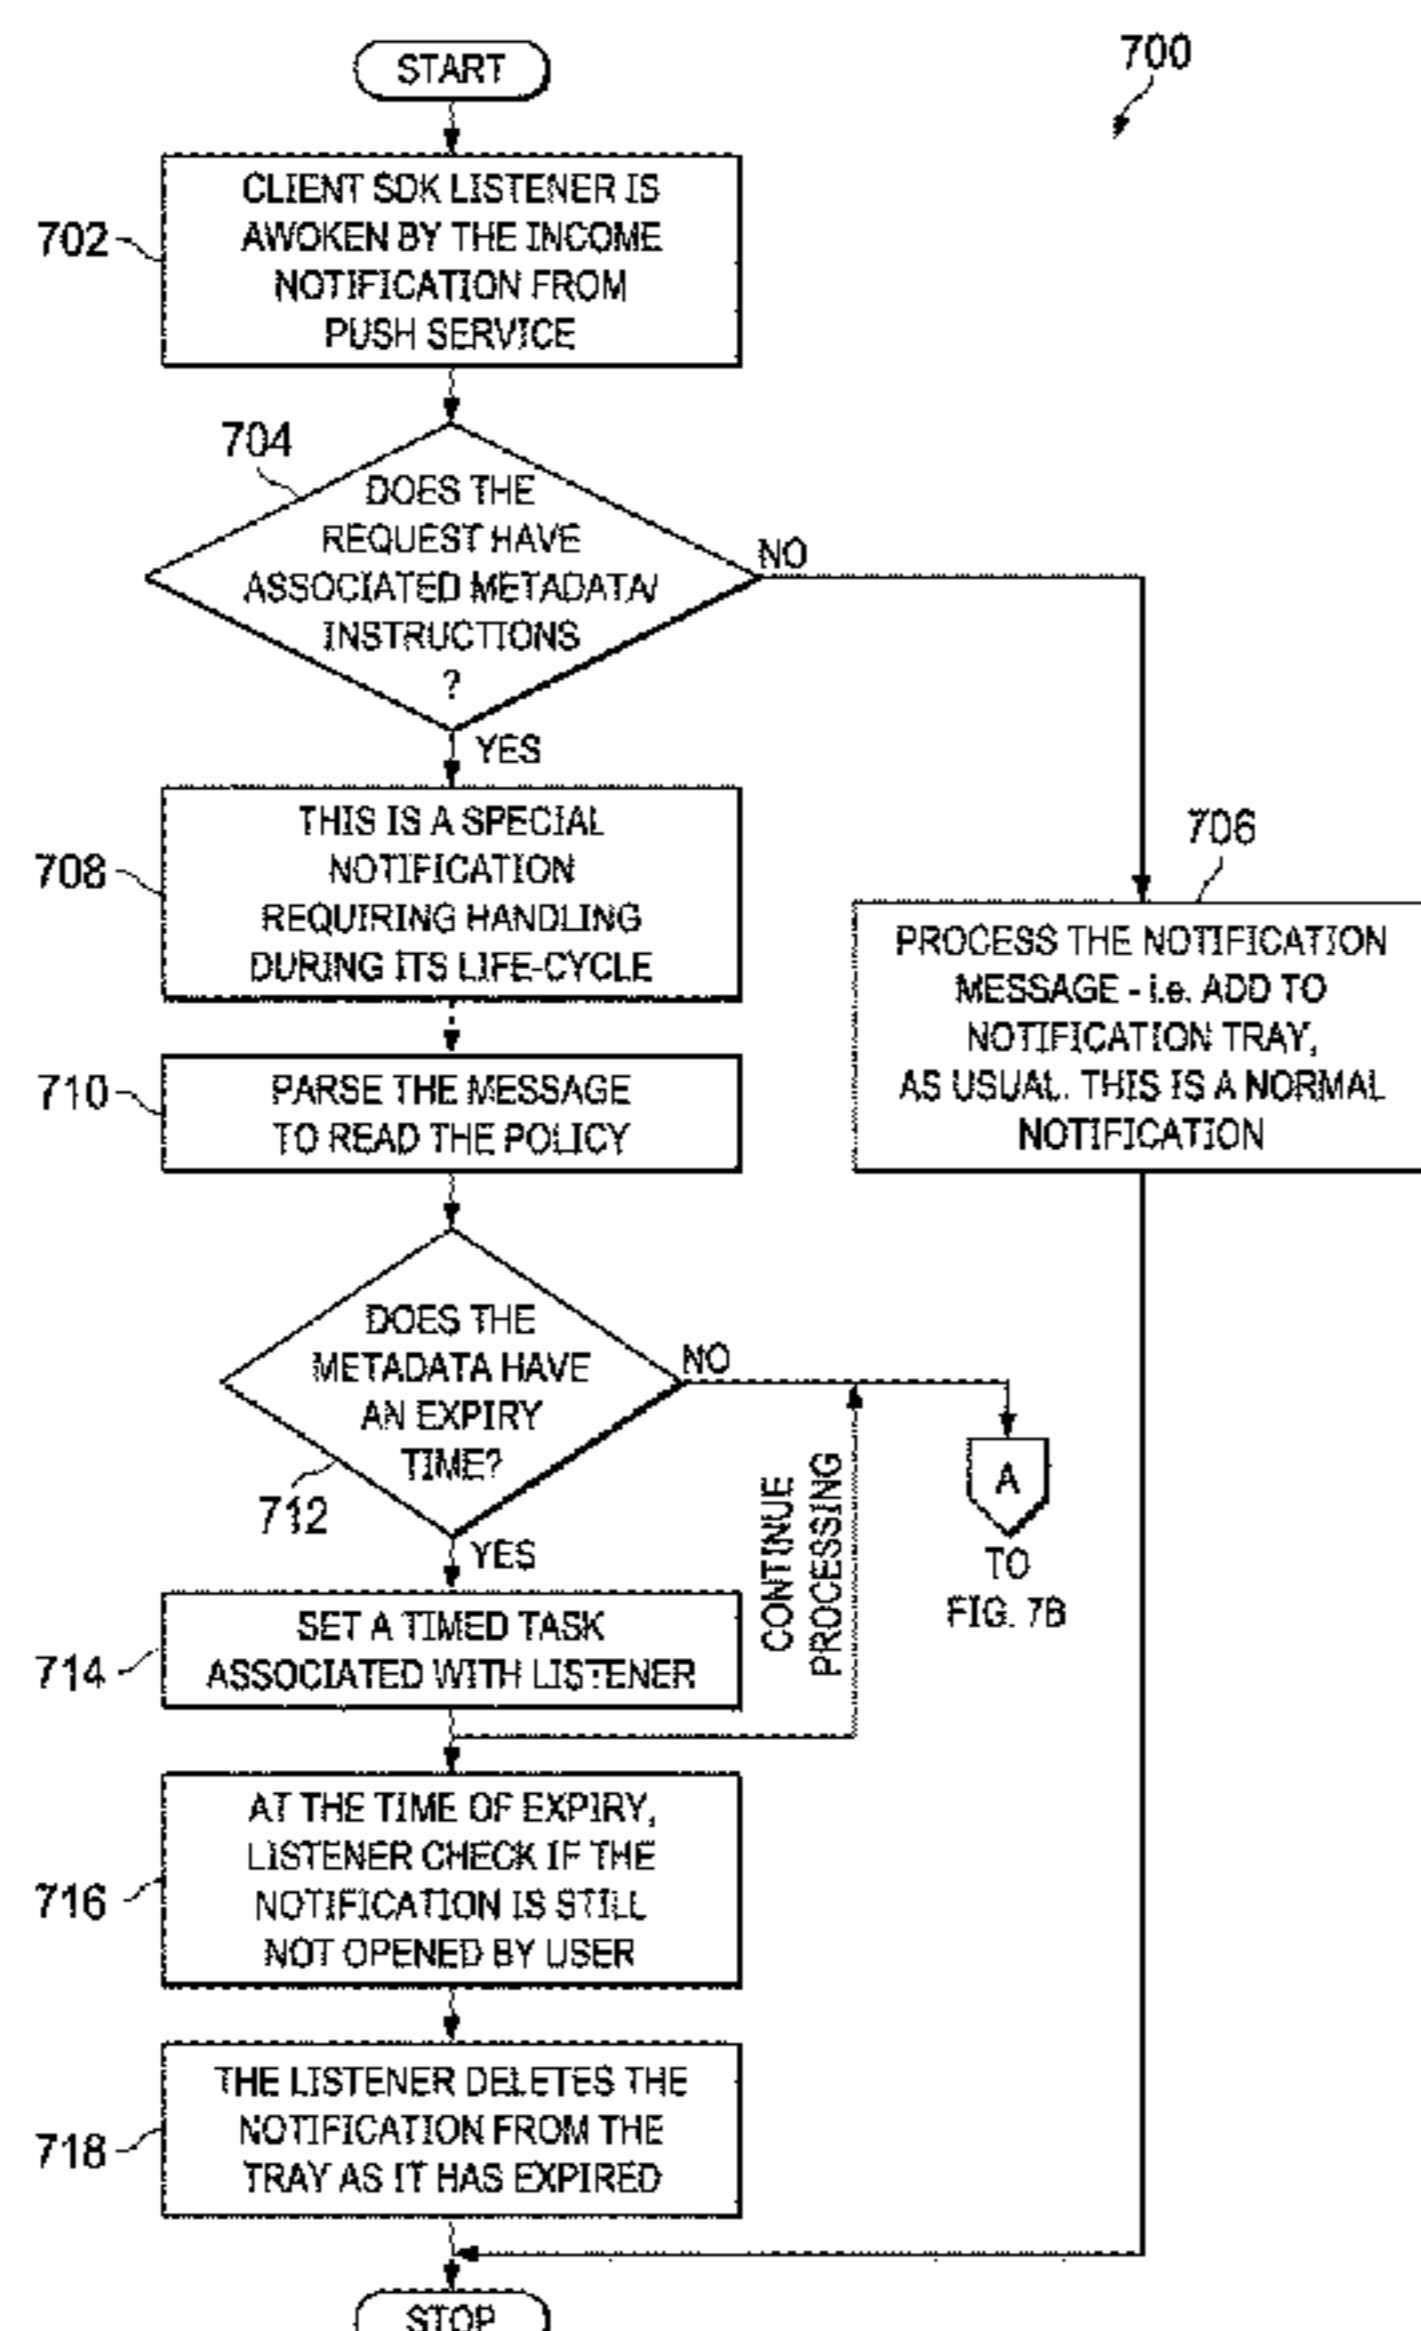 START
700
702
CLIENT SDK LISTENER IS
AWOKEN BY THE INCOME
NOTIFICATION FROM
PUSH SERVICE
704
DOES THE
REQUEST HAVE
ASSOCIATED METADATA/
INSTRUCTIONS
?
NO
YES
708
THIS IS A SPECIAL
NOTIFICATION
REQUIRING HANDLING
DURING ITS LIFE-CYCLE
706
PROCESS THE NOTIFICATION
MESSAGE - i.e. ADD TO
NOTIFICATION TRAY,
AS USUAL. THIS IS A NORMAL
NOTIFICATION
710
PARSE THE MESSAGE
TO READ THE POLICY
DOES THE
METADATA HAVE
AN EXPIRY
TIME?
712
NO
YES
CONTINUE
PROCESSING
A
TO
FIG. 7B
714
SET A TIMED TASK
ASSOCIATED WITH LISTENER
716
AT THE TIME OF EXPIRY,
LISTENER CHECK IF THE
NOTIFICATION IS STILL
NOT OPENED BY USER
718
THE LISTENER DELETES THE
NOTIFICATION FROM THE
TRAY AS IT HAS EXPIRED
STOP